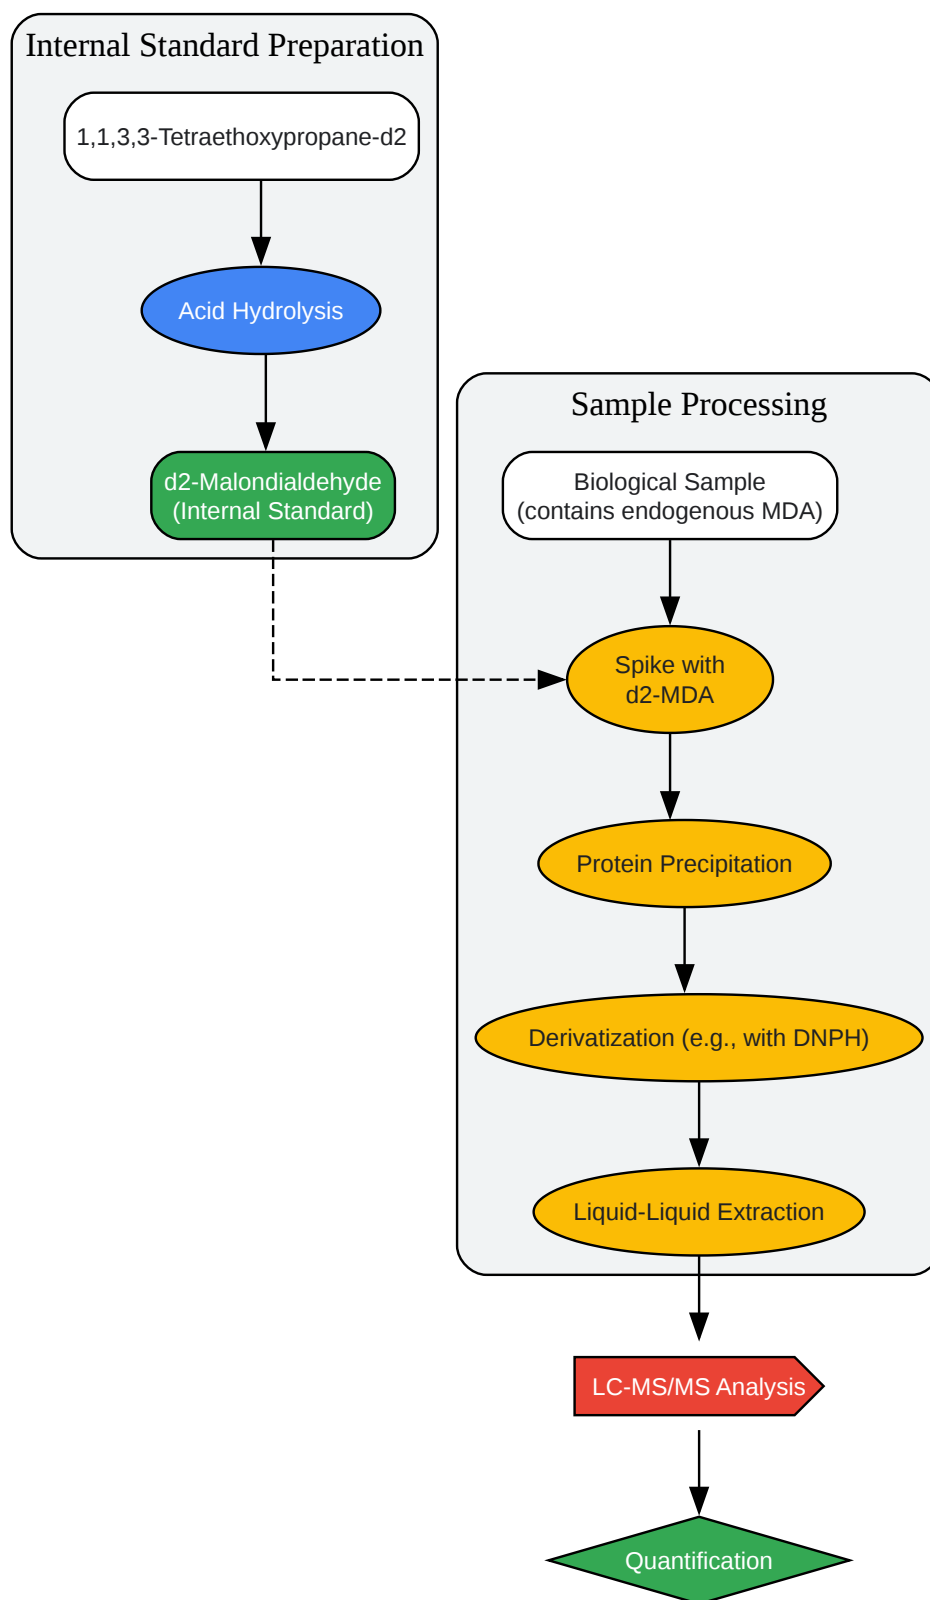 Internal Standard Preparation
1,1,3,3-Tetraethoxypropane-d2
Acid Hydrolysis
d2-Malondialdehyde
(Internal Standard)
Sample Processing
Biological Sample
(contains endogenous MDA)
Spike with
d2-MDA
Protein Precipitation
Derivatization (e.g., with DNPH)
Liquid-Liquid Extraction
LC-MS/MS Analysis
Quantification